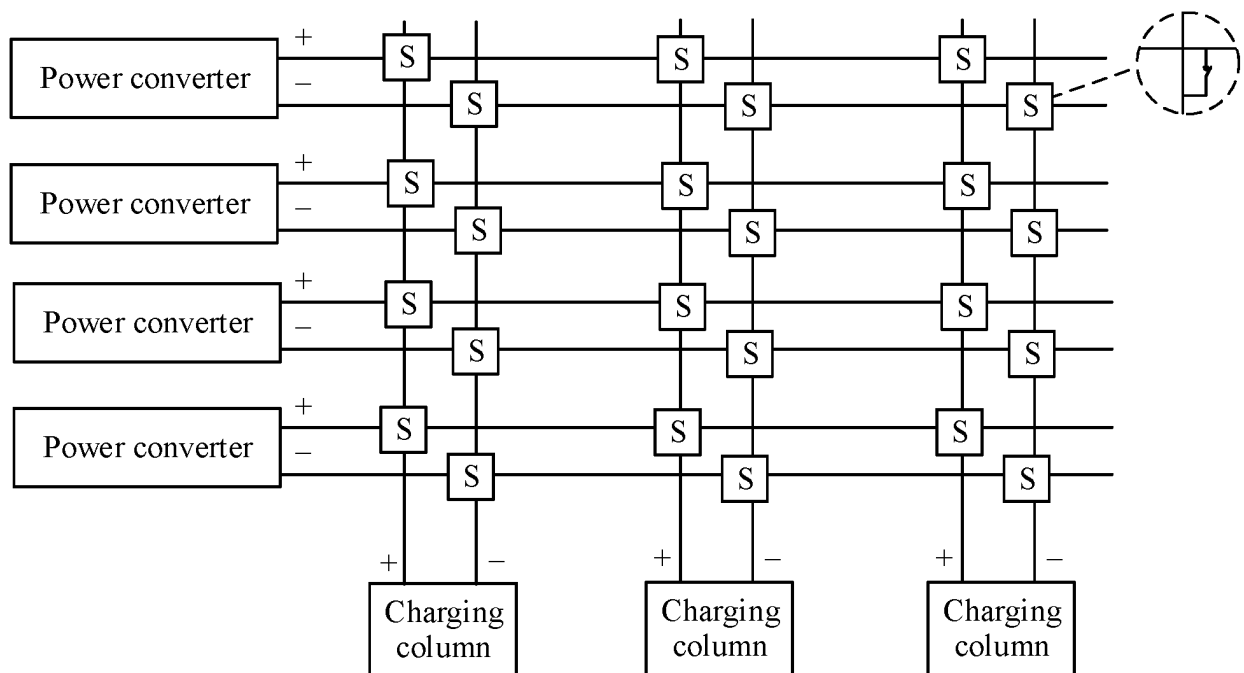 + S S S
Power converter
− S S S
+ S S S
Power converter
− S S S
+ S S S
Power converter
− S S S
+ S S S
Power converter
− S S S
+ − + − + −
Charging column
Charging column
Charging column